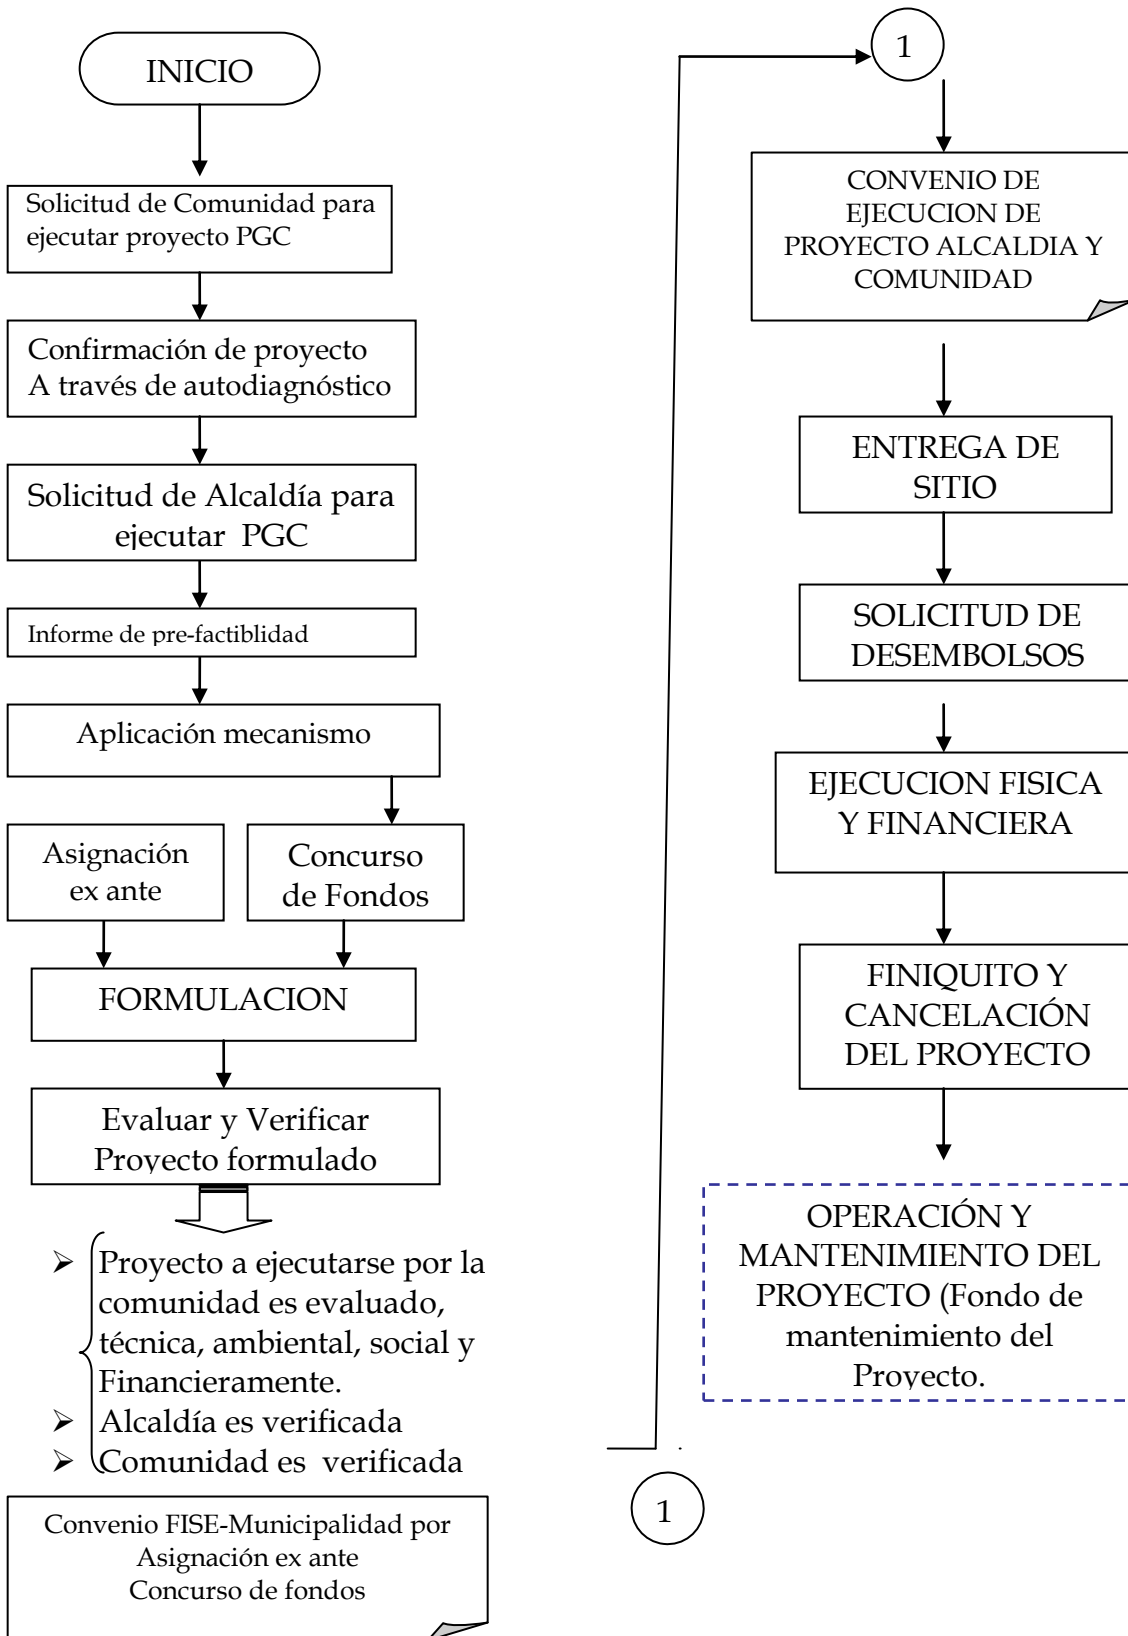 INICIO
Solicitud de Comunidad para
ejecutar proyecto PGC
Confirmación de proyecto
A través de autodiagnóstico
Solicitud de Alcaldía para
ejecutar PGC
Informe de pre-factiblidad
Aplicación mecanismo
Asignación
ex ante
Concurso
de Fondos
FORMULACION
Evaluar y Verificar
Proyecto formulado
Proyecto a ejecutarse por la
comunidad es evaluado,
técnica, ambiental, social y
Financieramente.
Alcaldía es verificada
Comunidad es verificada
Convenio FISE-Municipalidad por
Asignación ex ante
Concurso de fondos
1
1
CONVENIO DE
EJECUCION DE
PROYECTO ALCALDIA Y
COMUNIDAD
ENTREGA DE
SITIO
SOLICITUD DE
DESEMBOLSOS
EJECUCION FISICA
Y FINANCIERA
FINIQUITO Y
CANCELACIÓN
DEL PROYECTO
OPERACIÓN Y
MANTENIMIENTO DEL
PROYECTO (Fondo de
mantenimiento del
Proyecto.